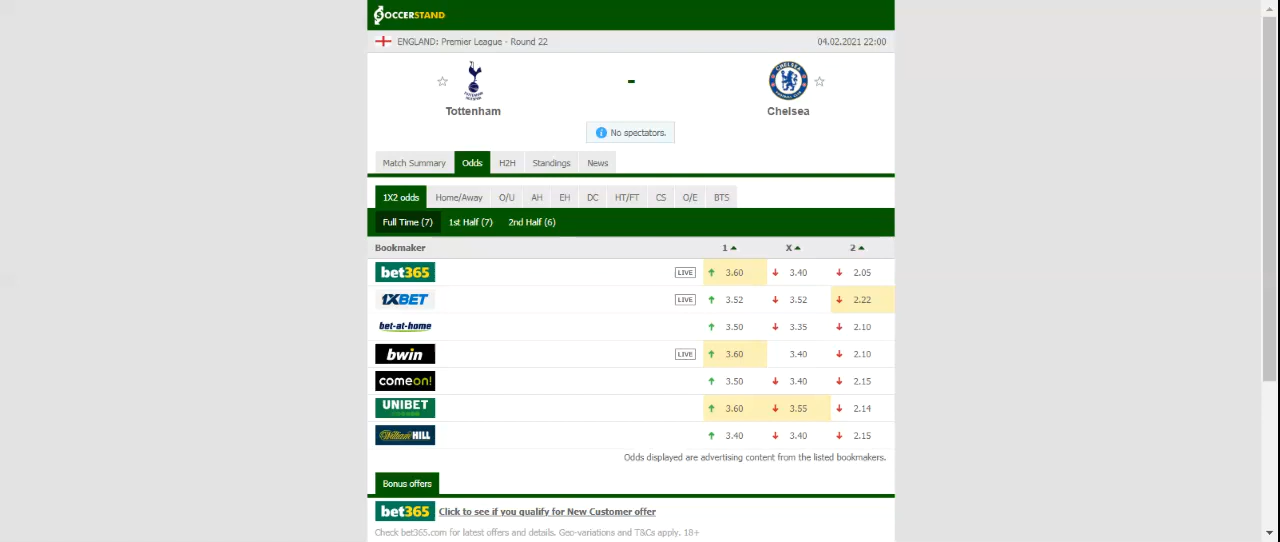 SOCCERSTAND
ENGLAND: Premier League - Round 22 04.02.2021 22:00
-
Tottenham Chelsea
No spectators.
Match Summary Odds H2H Standings News
1X2 odds Home/Away O/U AH EH DC HT/FT CS O/E BTS
Full Time (7) 1st Half (7) 2nd Half (6)
Bookmaker 1 X 2
bet365 LIVE 3.60 3.40 2.05
1XBET LIVE 3.52 3.52 2.22
bet-at-home 3.50 3.35 2.10
bwin LIVE 3.60 3.40 2.10
comeon! 3.50 3.40 2.15
UNIBET 3.60 3.55 2.14
William HILL 3.40 3.40 2.15
Odds displayed are advertising content from the listed bookmakers.
Bonus offers
bet365 Click to see if you qualify for New Customer offer
Check bet365.com for latest offers and details. Geo-variations and T&Cs apply. 18+